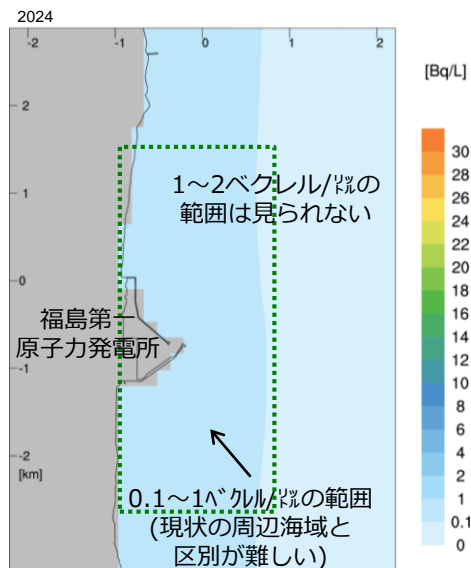 2024
-2 -1 0 1 2
[Bq/L]
2
1
0
-1
-2
[km]
1～2ベクレル/㍑の
範囲は見られない
福島第一
原子力発電所
0.1～1ﾍﾞｸﾚﾙ/㍑の範囲
(現状の周辺海域と
区別が難しい)
30
28
26
24
22
20
18
16
14
12
10
8
6
4
2
1
0.1
0